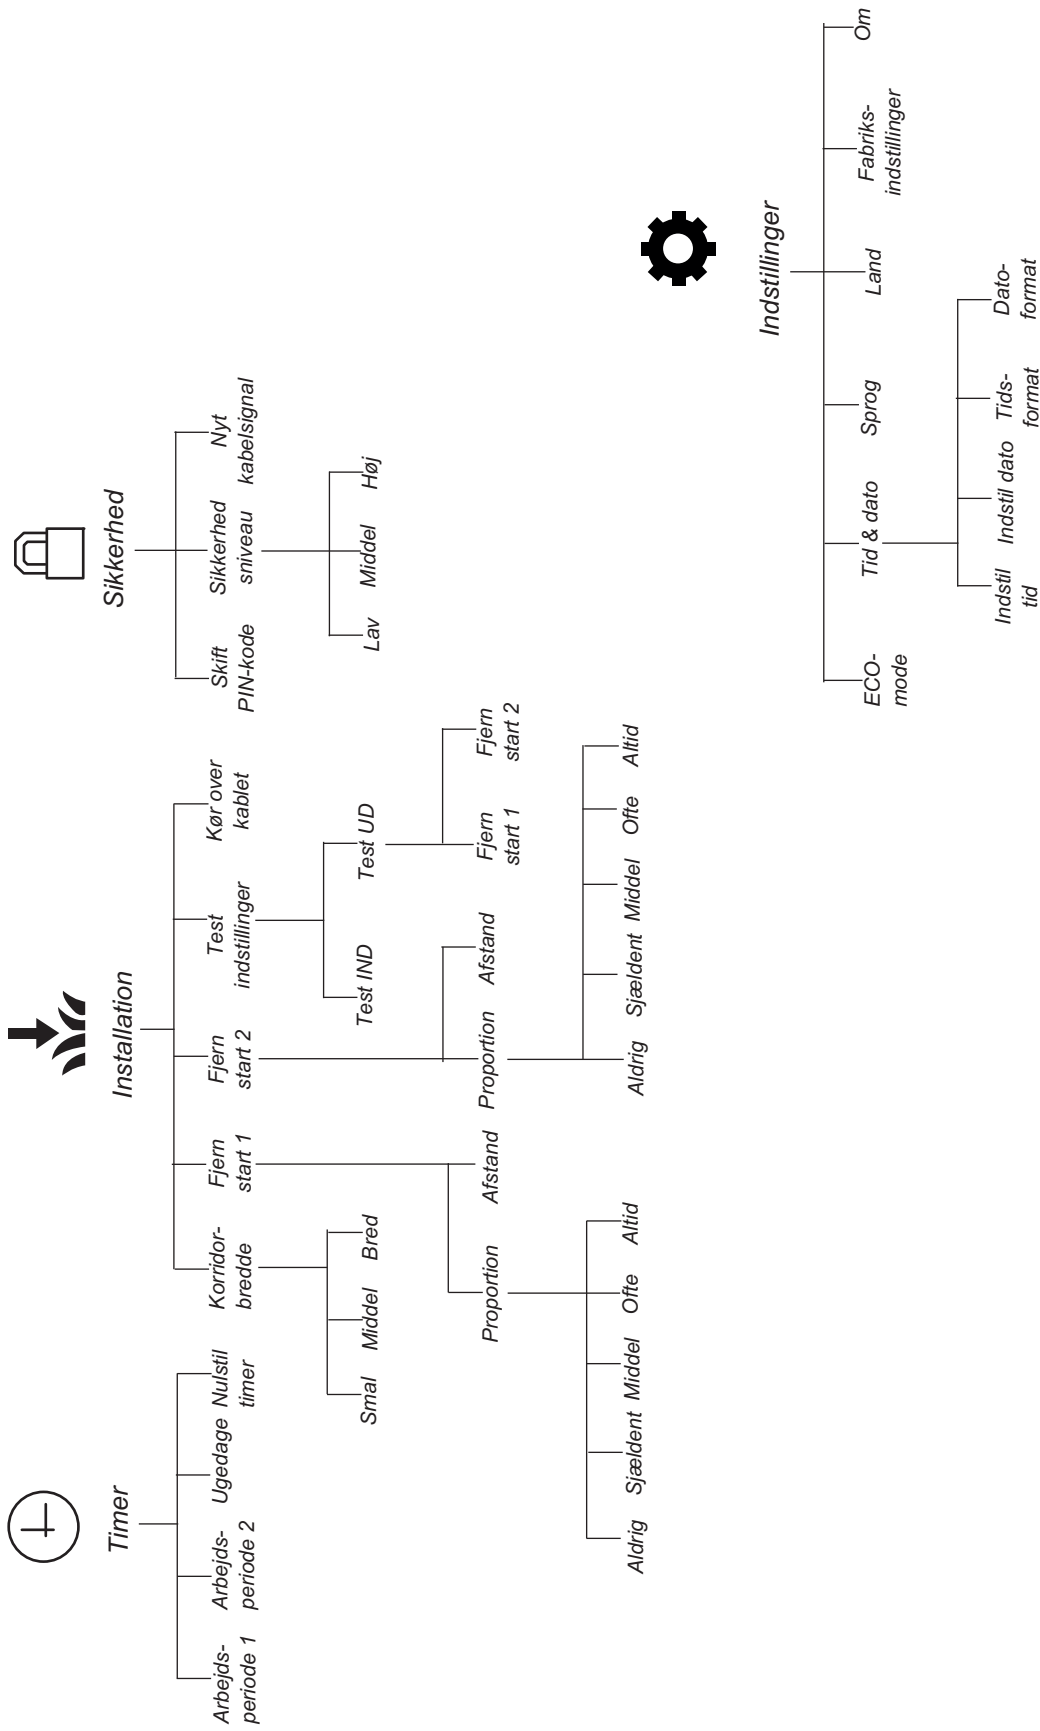 Timer
Arbejds-
periode 1
Arbejds-
periode 2
Ugedage
Nulstil
timer
Installation
Korridor-
bredde
Smal
Middel
Bred
Fjern
start 1
Proportion
Aldrig
Sjældent
Middel
Ofte
Altid
Afstand
Fjern
start 2
Proportion
Aldrig
Sjældent
Middel
Ofte
Altid
Afstand
Test
indstillinger
Test IND
Test UD
Fjern
start 1
Fjern
start 2
Kør over
kablet
Sikkerhed
Skift
PIN-kode
Sikkerhed
sniveau
Lav
Middel
Høj
Nyt
kabelsignal
Indstillinger
ECO-
mode
Tid & dato
Indstil
tid
Indstil dato
Tids-
format
Dato-
format
Sprog
Land
Fabriks-
indstillinger
Om